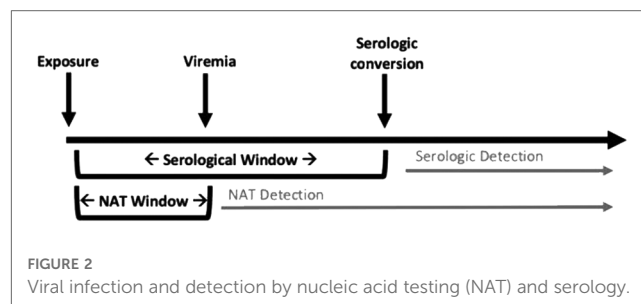 Exposure
Viremia
Serologic
conversion
← Serological Window →
Serologic Detection
← NAT Window →
NAT Detection
FIGURE 2
Viral infection and detection by nucleic acid testing (NAT) and serology.